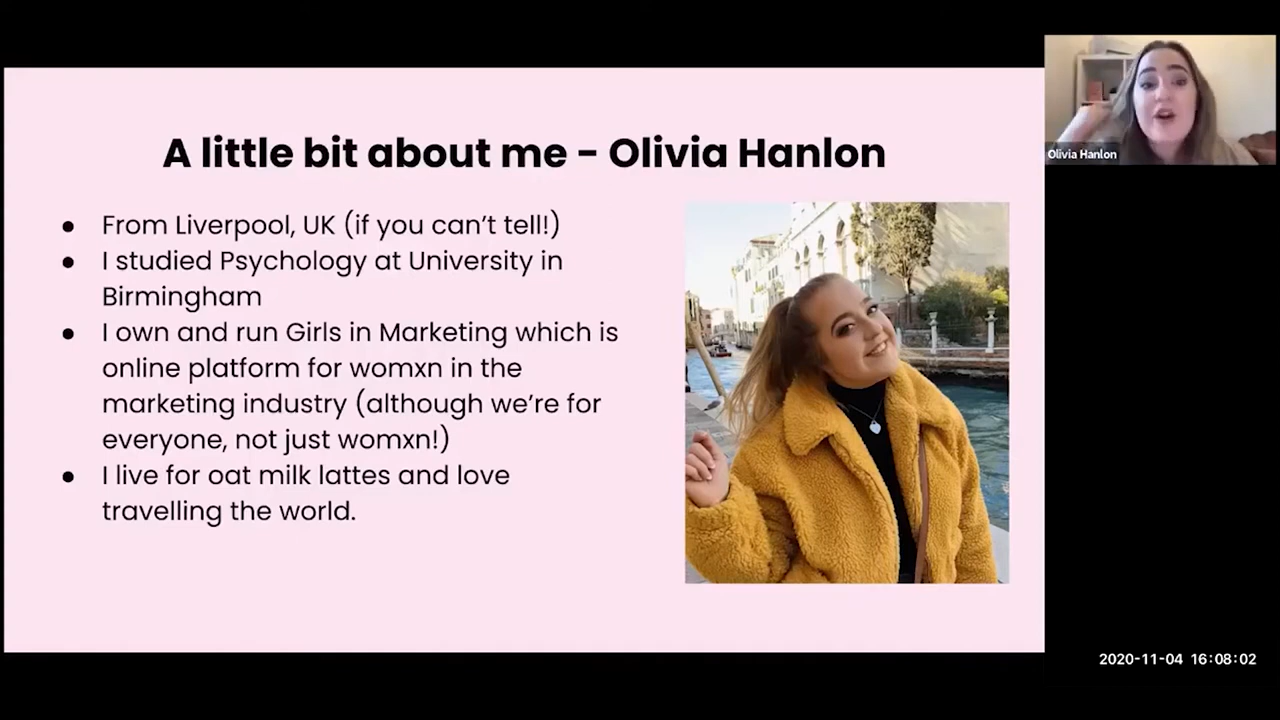 A little bit about me - Olivia Hanlon
● From Liverpool, UK (if you can't tell!)
● I studied Psychology at University in
Birmingham
● I own and run Girls in Marketing which is
online platform for womxn in the
marketing industry (although we're for
everyone, not just womxn!)
● I live for oat milk lattes and love
travelling the world.
Olivia Hanlon
2020-11-04 16:08:02